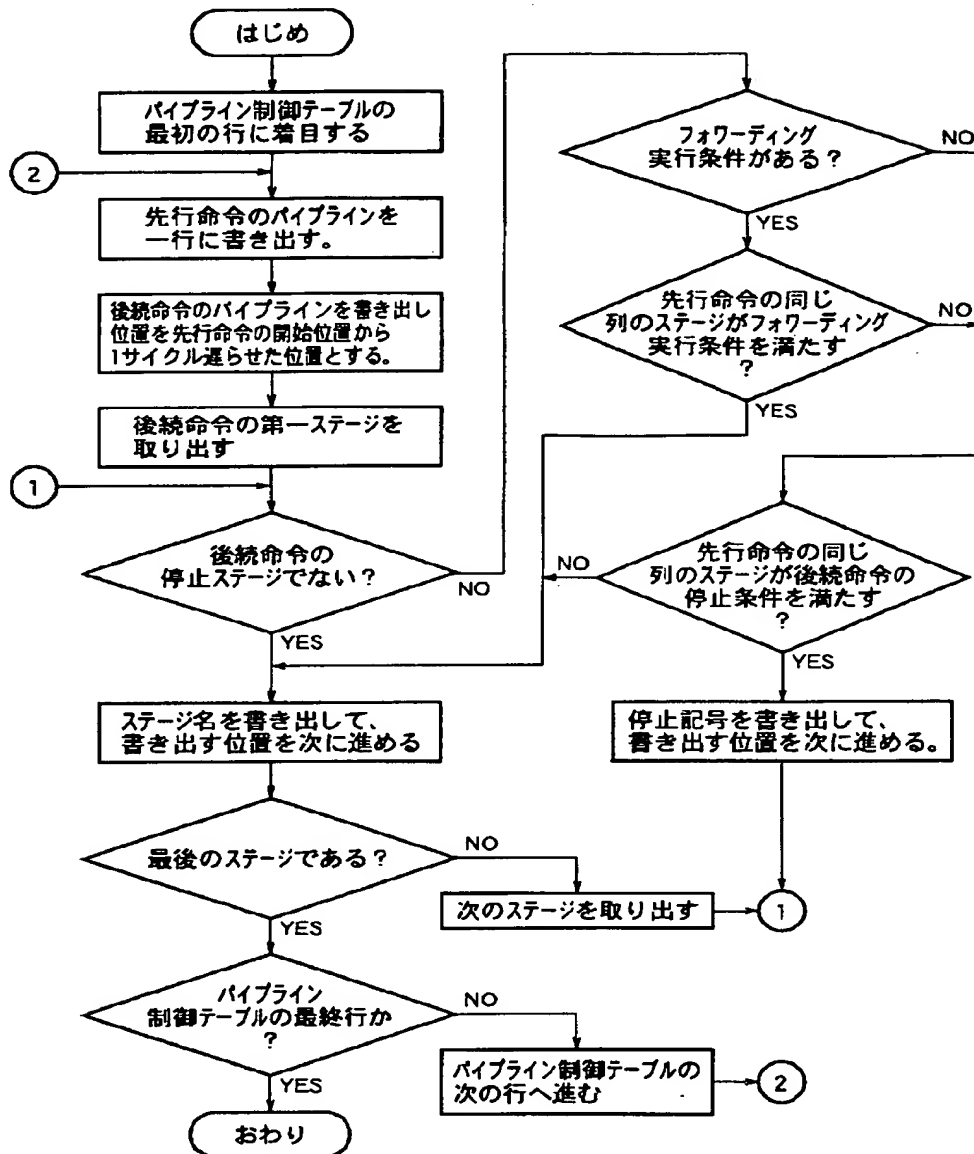 はじめ
パイプライン制御テーブルの
最初の行に着目する
2
先行命令のパイプラインを
一行に書き出す。
後続命令のパイプラインを書き出し
位置を先行命令の開始位置から
1サイクル遅らせた位置とする。
後続命令の第一ステージを
取り出す
1
後続命令の
停止ステージでない?
NO
YES
ステージ名を書き出して、
書き出す位置を次に進める
最後のステージである?
NO
YES
次のステージを取り出す
1
パイプライン
制御テーブルの最終行か
?
NO
YES
パイプライン制御テーブルの
次の行へ進む
2
おわり
フォワーディング
実行条件がある?
NO
YES
先行命令の同じ
列のステージがフォワーディング
実行条件を満たす
?
NO
YES
先行命令の同じ
列のステージが後続命令の
停止条件を満たす
?
NO
YES
停止記号を書き出して、
書き出す位置を次に進める。